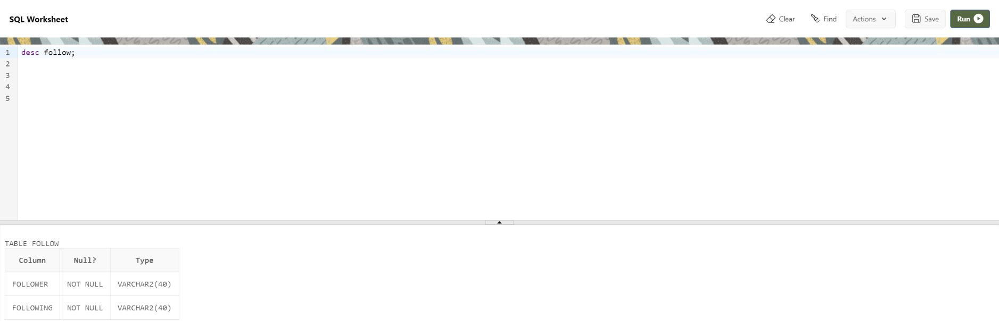 SQL Worksheet
Clear Find Actions Save Run
1 desc follow;
2
3
4
5
TABLE FOLLOW
Column Null? Type
FOLLOWER NOT NULL VARCHAR2(40)
FOLLOWING NOT NULL VARCHAR2(40)